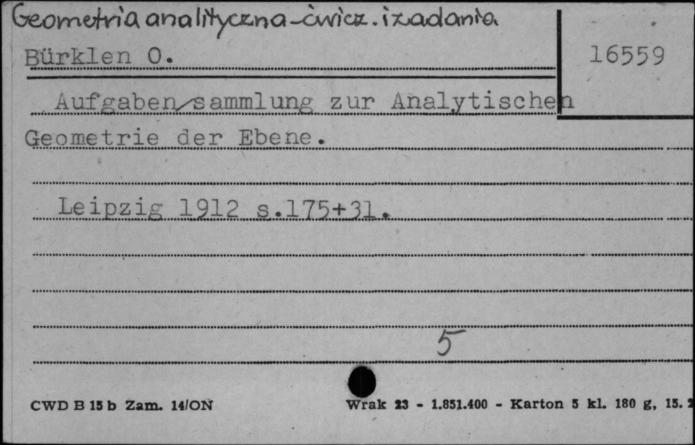 Geometria analityczna - ćwicz. i zadania
Bürklen O.
16559
Aufgaben/sammlung zur Analytischen
Geometrie der Ebene.
Leipzig 1912 s.175+31.
5
CWD B 15 b Zam. 14/ON
Wrak 23 - 1.851.400 - Karton 5 kl. 180 g, 15.